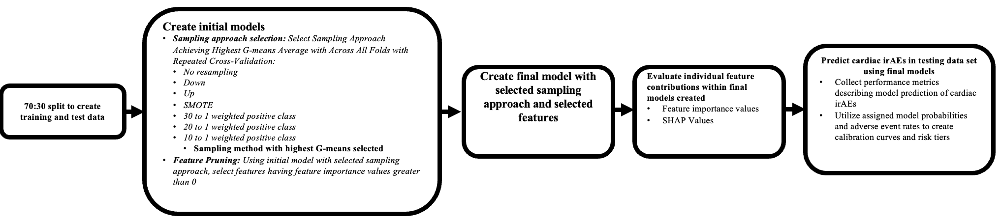 70:30 split to create
training and test data
Create initial models
• Sampling approach selection: Select Sampling Approach
Achieving Highest G-means Average with Across All Folds with
Repeated Cross-Validation:
• No resampling
• Down
• Up
• SMOTE
• 30 to 1 weighted positive class
• 20 to 1 weighted positive class
• 10 to 1 weighted positive class
• Sampling method with highest G-means selected
• Feature Pruning: Using initial model with selected sampling
approach, select features having feature importance values greater
than 0
Create final model with
selected sampling
approach and selected
features
Evaluate individual feature
contributions within final
models created
• Feature importance values
• SHAP Values
Predict cardiac irAEs in testing data set
using final models
• Collect performance metrics
describing model prediction of cardiac
irAEs
• Utilize assigned model probabilities
and adverse event rates to create
calibration curves and risk tiers